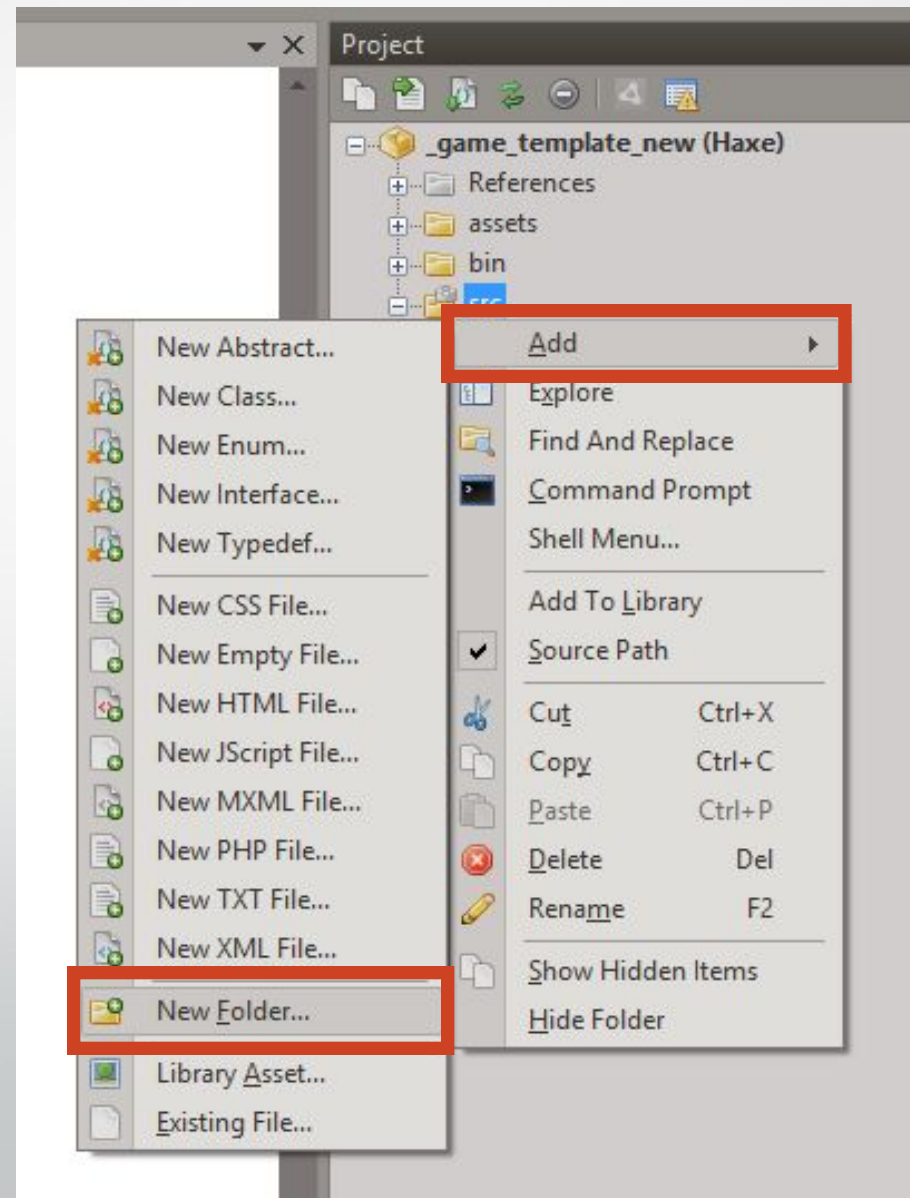 Project
_game_template_new (Haxe)
References
assets
bin
src
Add
Explore
Find And Replace
Command Prompt
Shell Menu...
Add To Library
Source Path
Cut Ctrl+X
Copy Ctrl+C
Paste Ctrl+P
Delete Del
Rename F2
Show Hidden Items
Hide Folder
New Abstract...
New Class...
New Enum...
New Interface...
New Typedef...
New CSS File...
New Empty File...
New HTML File...
New JScript File...
New MXML File...
New PHP File...
New TXT File...
New XML File...
New Folder...
Library Asset...
Existing File...